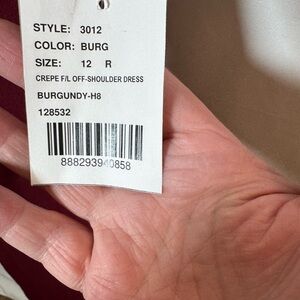 STYLE: 3012
COLOR: BURG
SIZE: 12 R
CREPE F/L OFF-SHOULDER DRESS
BURGUNDY-H8
128532
888293940858